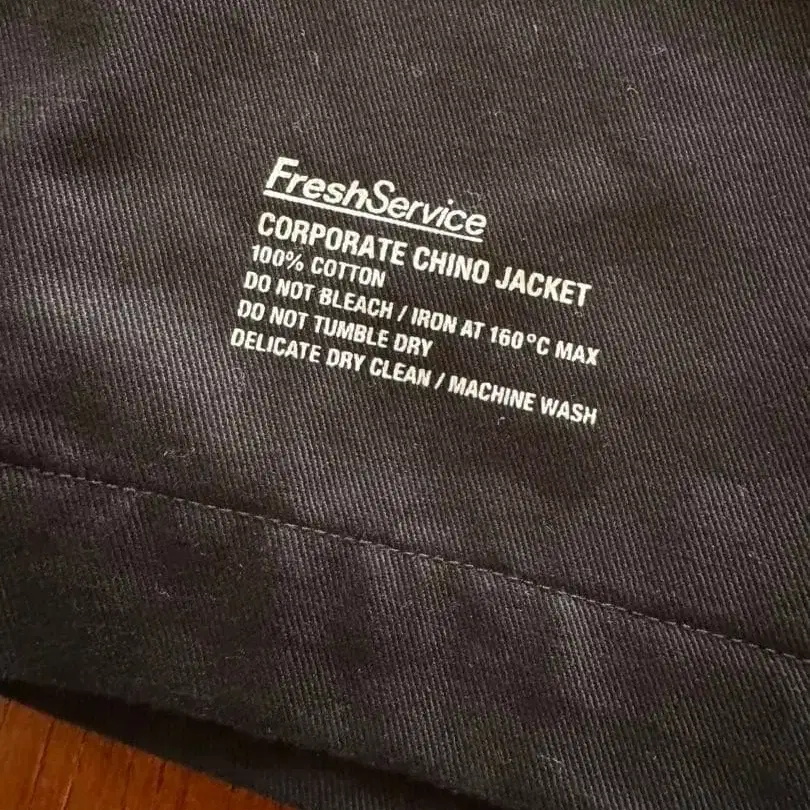 FreshService
CORPORATE CHINO JACKET
100% COTTON
DO NOT BLEACH / IRON AT 160°C MAX
DO NOT TUMBLE DRY
DELICATE DRY CLEAN / MACHINE WASH